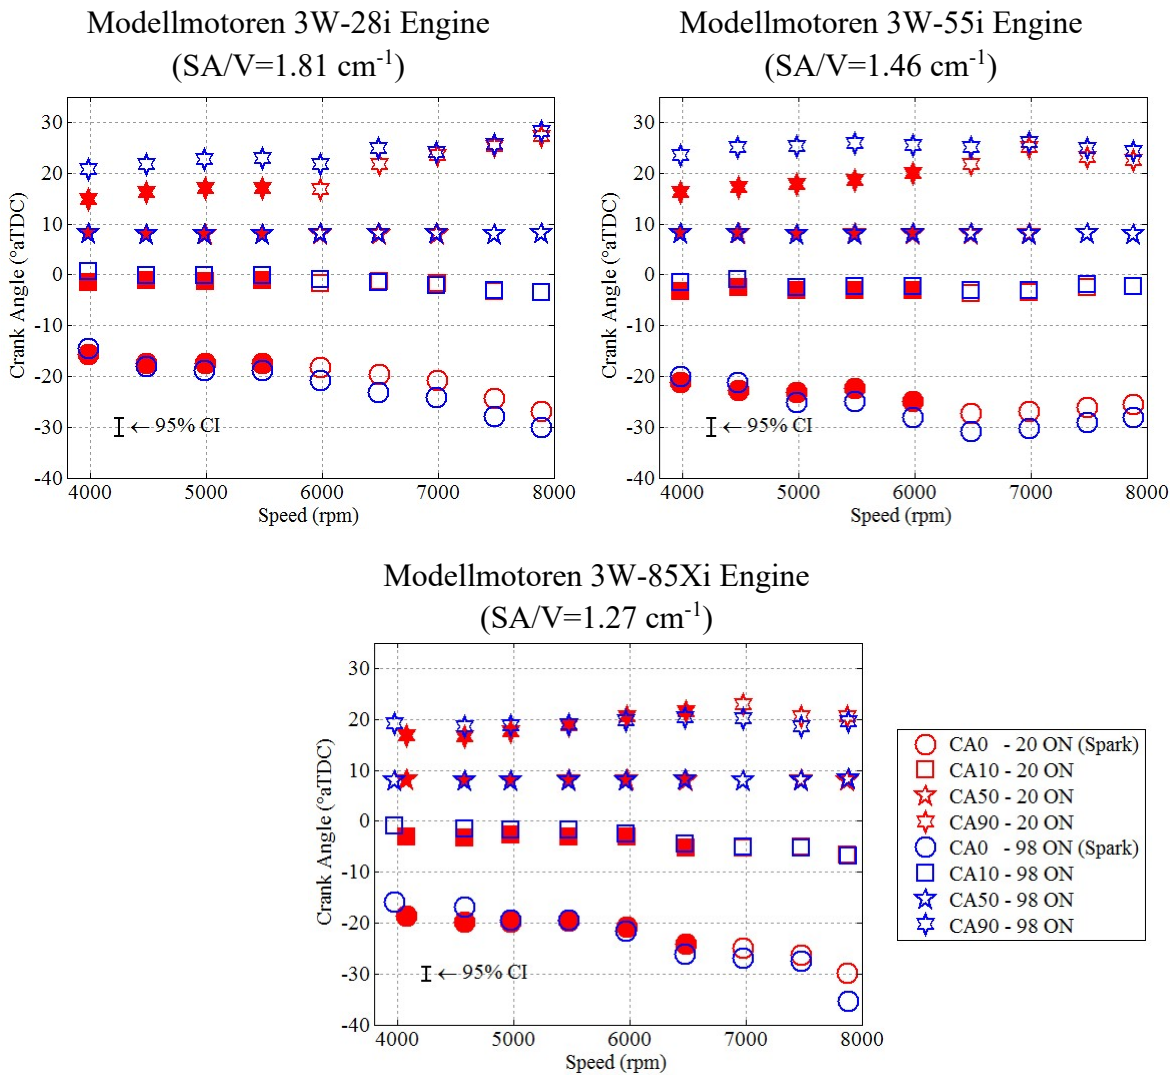 Modellmotoren 3W-28i Engine
(SA/V=1.81 cm⁻¹)
Crank Angle (°aTDC)
30
20
10
0
-10
-20
-30
-40
← 95% CI
4000 5000 6000 7000 8000
Speed (rpm)
Modellmotoren 3W-55i Engine
(SA/V=1.46 cm⁻¹)
Crank Angle (°aTDC)
30
20
10
0
-10
-20
-30
-40
← 95% CI
4000 5000 6000 7000 8000
Speed (rpm)
Modellmotoren 3W-85Xi Engine
(SA/V=1.27 cm⁻¹)
Crank Angle (°aTDC)
30
20
10
0
-10
-20
-30
-40
← 95% CI
4000 5000 6000 7000 8000
Speed (rpm)
CA0 - 20 ON (Spark)
CA10 - 20 ON
CA50 - 20 ON
CA90 - 20 ON
CA0 - 98 ON (Spark)
CA10 - 98 ON
CA50 - 98 ON
CA90 - 98 ON